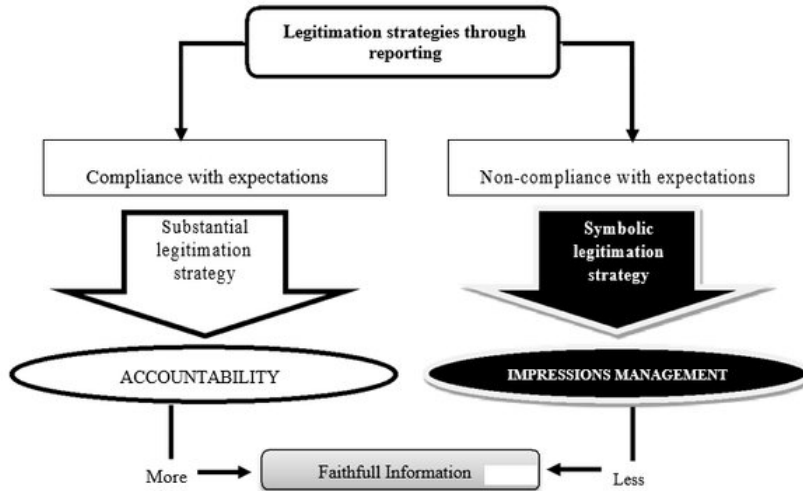 Legitimation strategies through
reporting
Compliance with expectations
Non-compliance with expectations
Substantial
legitimation
strategy
Symbolic
legitimation
strategy
ACCOUNTABILITY
IMPRESSIONS MANAGEMENT
More
Faithfull Information
Less